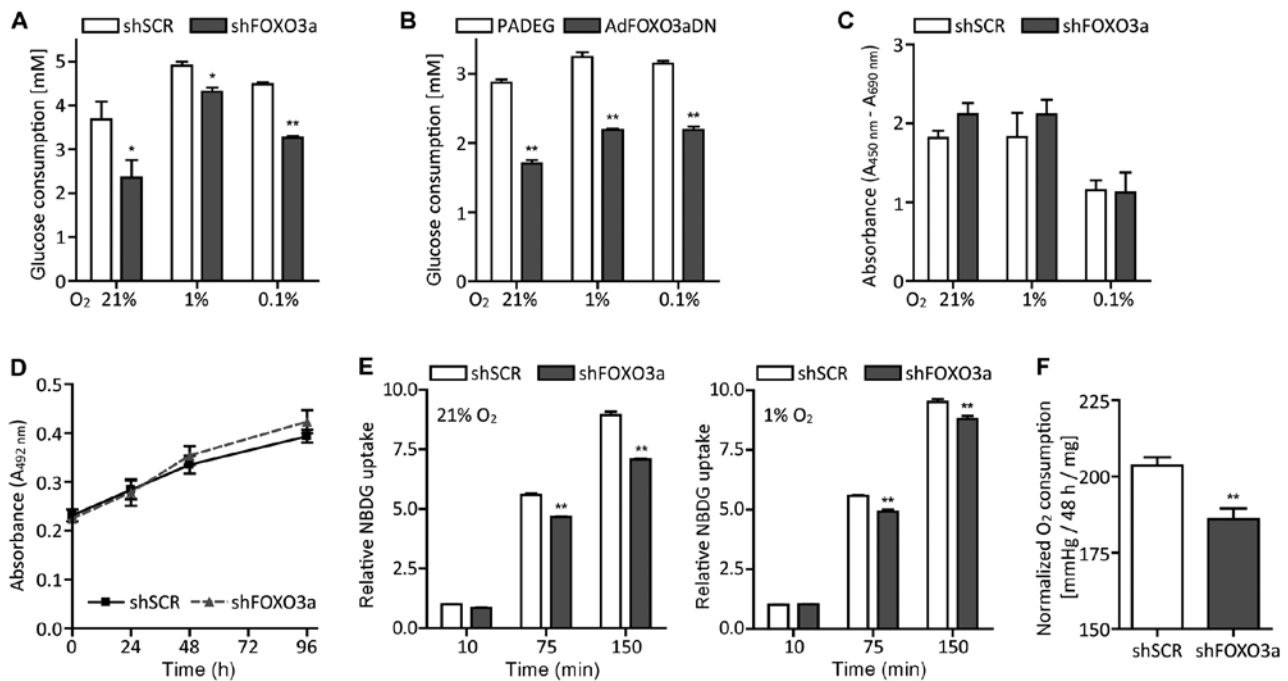 A
shSCR shFOXO3a
Glucose consumption [mM]
5
4
3
2
1
0
* * **
O2 21% 1% 0.1%
B
PADEG AdFOXO3aDN
Glucose consumption [mM]
3
2
1
0
** ** **
O2 21% 1% 0.1%
C
shSCR shFOXO3a
Absorbance (A450 nm - A690 nm)
3
2
1
0
O2 21% 1% 0.1%
D
Absorbance (A492 nm)
0.5
0.4
0.3
0.2
0.1
0.0
shSCR shFOXO3a
0 24 48 72 96
Time (h)
E
shSCR shFOXO3a
Relative NBDG uptake
10.0
7.5
5.0
2.5
0.0
21% O2
** **
10 75 150
Time (min)
shSCR shFOXO3a
Relative NBDG uptake
10.0
7.5
5.0
2.5
0.0
1% O2
** **
10 75 150
Time (min)
F
Normalized O2 consumption
[mmHg / 48 h / mg]
225
200
175
150
**
shSCR shFOXO3a